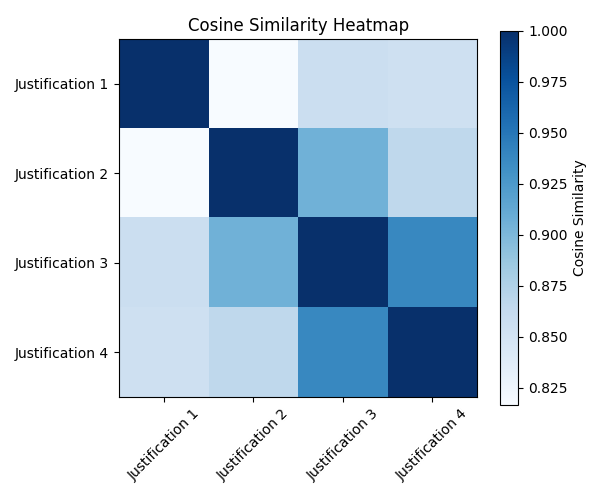 Cosine Similarity Heatmap
Justification 1
Justification 2
Justification 3
Justification 4
Justification 1
Justification 2
Justification 3
Justification 4
1.000
0.975
0.950
0.925
0.900
0.875
0.850
0.825
Cosine Similarity